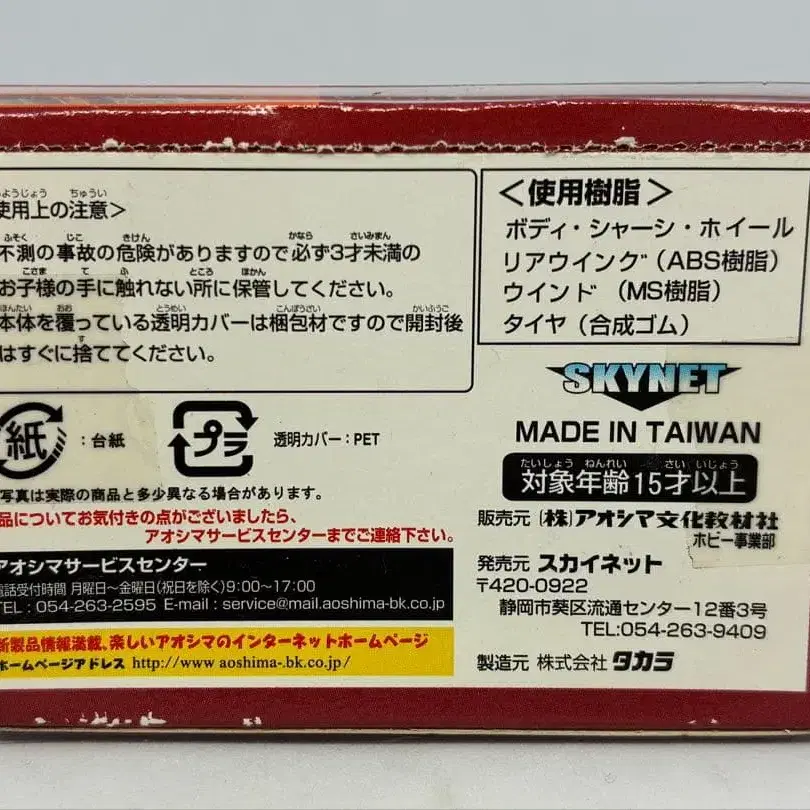 使用上の注意＞
不測の事故の危険がありますので必ず3才未満の
お子様の手に触れない所に保管してください。
本体を覆っている透明カバーは梱包材ですので開封後
はすぐに捨ててください。
＜使用樹脂＞
ボディ・シャーシ・ホイール
リアウイング（ABS樹脂）
ウインド（MS樹脂）
タイヤ（合成ゴム）
紙：台紙
プラ 透明カバー：PET
写真は実際の商品と多少異なる場合があります。
品についてお気付きの点がございましたら、
アオシマサービスセンターまでご連絡下さい。
アオシマサービスセンター
電話受付時間 月曜日〜金曜日(祝日を除く)9:00〜17:00
TEL：054-263-2595 E-mail：service@mail.aoshima-bk.co.jp
新製品情報満載、楽しいアオシマのインターネットホームページ
ホームページアドレス http://www.aoshima-bk.co.jp/
SKYNET
MADE IN TAIWAN
たいしょう ねんれい さい いじょう
対象年齢15才以上
販売元 (株)アオシマ文化教材社
ホビー事業部
発売元 スカイネット
〒420-0922
静岡市葵区流通センター12番3号
TEL:054-263-9409
製造元 株式会社 タカラ